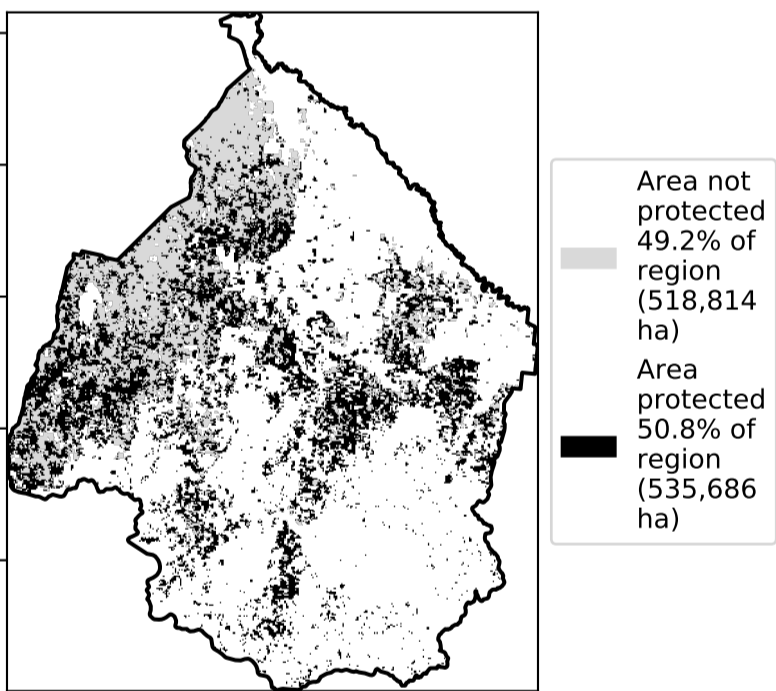 Area not
protected
49.2% of
region
(518,814
ha)
Area
protected
50.8% of
region
(535,686
ha)